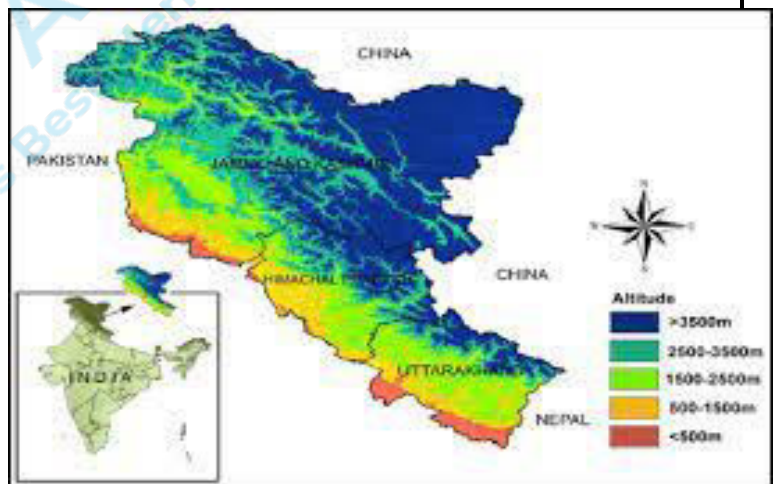 CHINA
PAKISTAN
JAMMU AND KASHMIR
CHINA
HIMACHAL PRADESH
UTTARAKHAND
NEPAL
INDIA
N
S
Altitude
>3500m
2500-3500m
1500-2500m
500-1500m
<500m